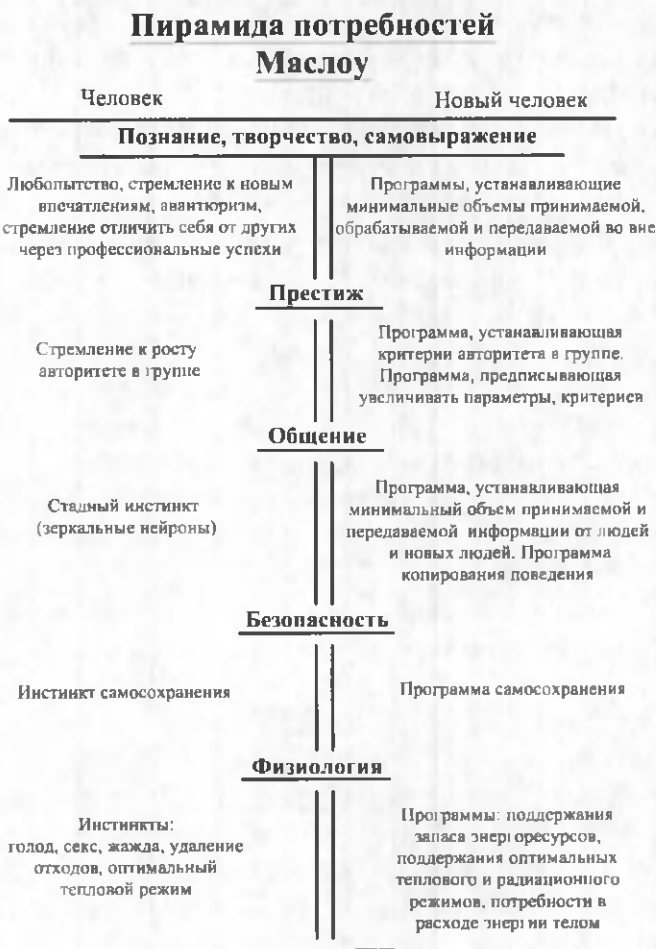 Пирамида потребностей
Маслоу
Человек
Новый человек
Познание, творчество, самовыражение
Любопытство, стремление к новым
впечатлениям, авантюризм,
стремление отличить себя от других
через профессиональные успехи
Программы, устанавливающие
минимальные объемы принимаемой,
обрабатываемой и передаваемой во вне
информации
Престиж
Стремление к росту
авторитете в группе
Программа, устанавливающая
критерии авторитета в группе.
Программа, предписывающая
увеличивать параметры, критериев
Общение
Стадный инстинкт
(зеркальные нейроны)
Программа, устанавливающая
минимальный объем принимаемой и
передаваемой информации от людей
и новых людей. Программа
копирования поведения
Безопасность
Инстинкт самосохранения
Программа самосохранения
Физиология
Инстинкты:
голод, секс, жажда, удаление
отходов, оптимальный
тепловой режим
Программы: поддержания
запаса энергоресурсов,
поддержания оптимальных
теплового и радиационного
режимов, потребности в
расходе энергии телом